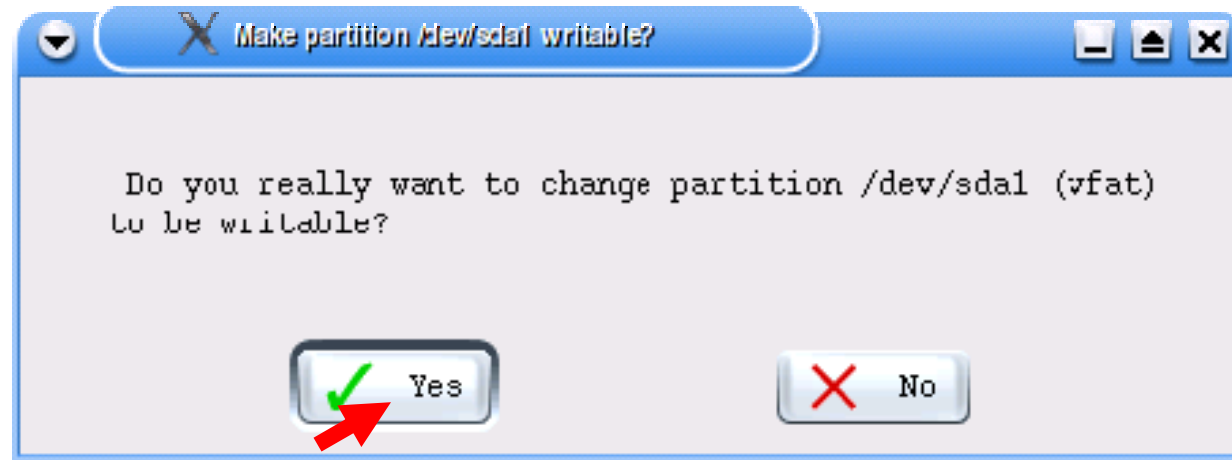 Make partition /dev/sda1 writable?
Do you really want to change partition /dev/sda1 (vfat)
to be writable?
Yes
No